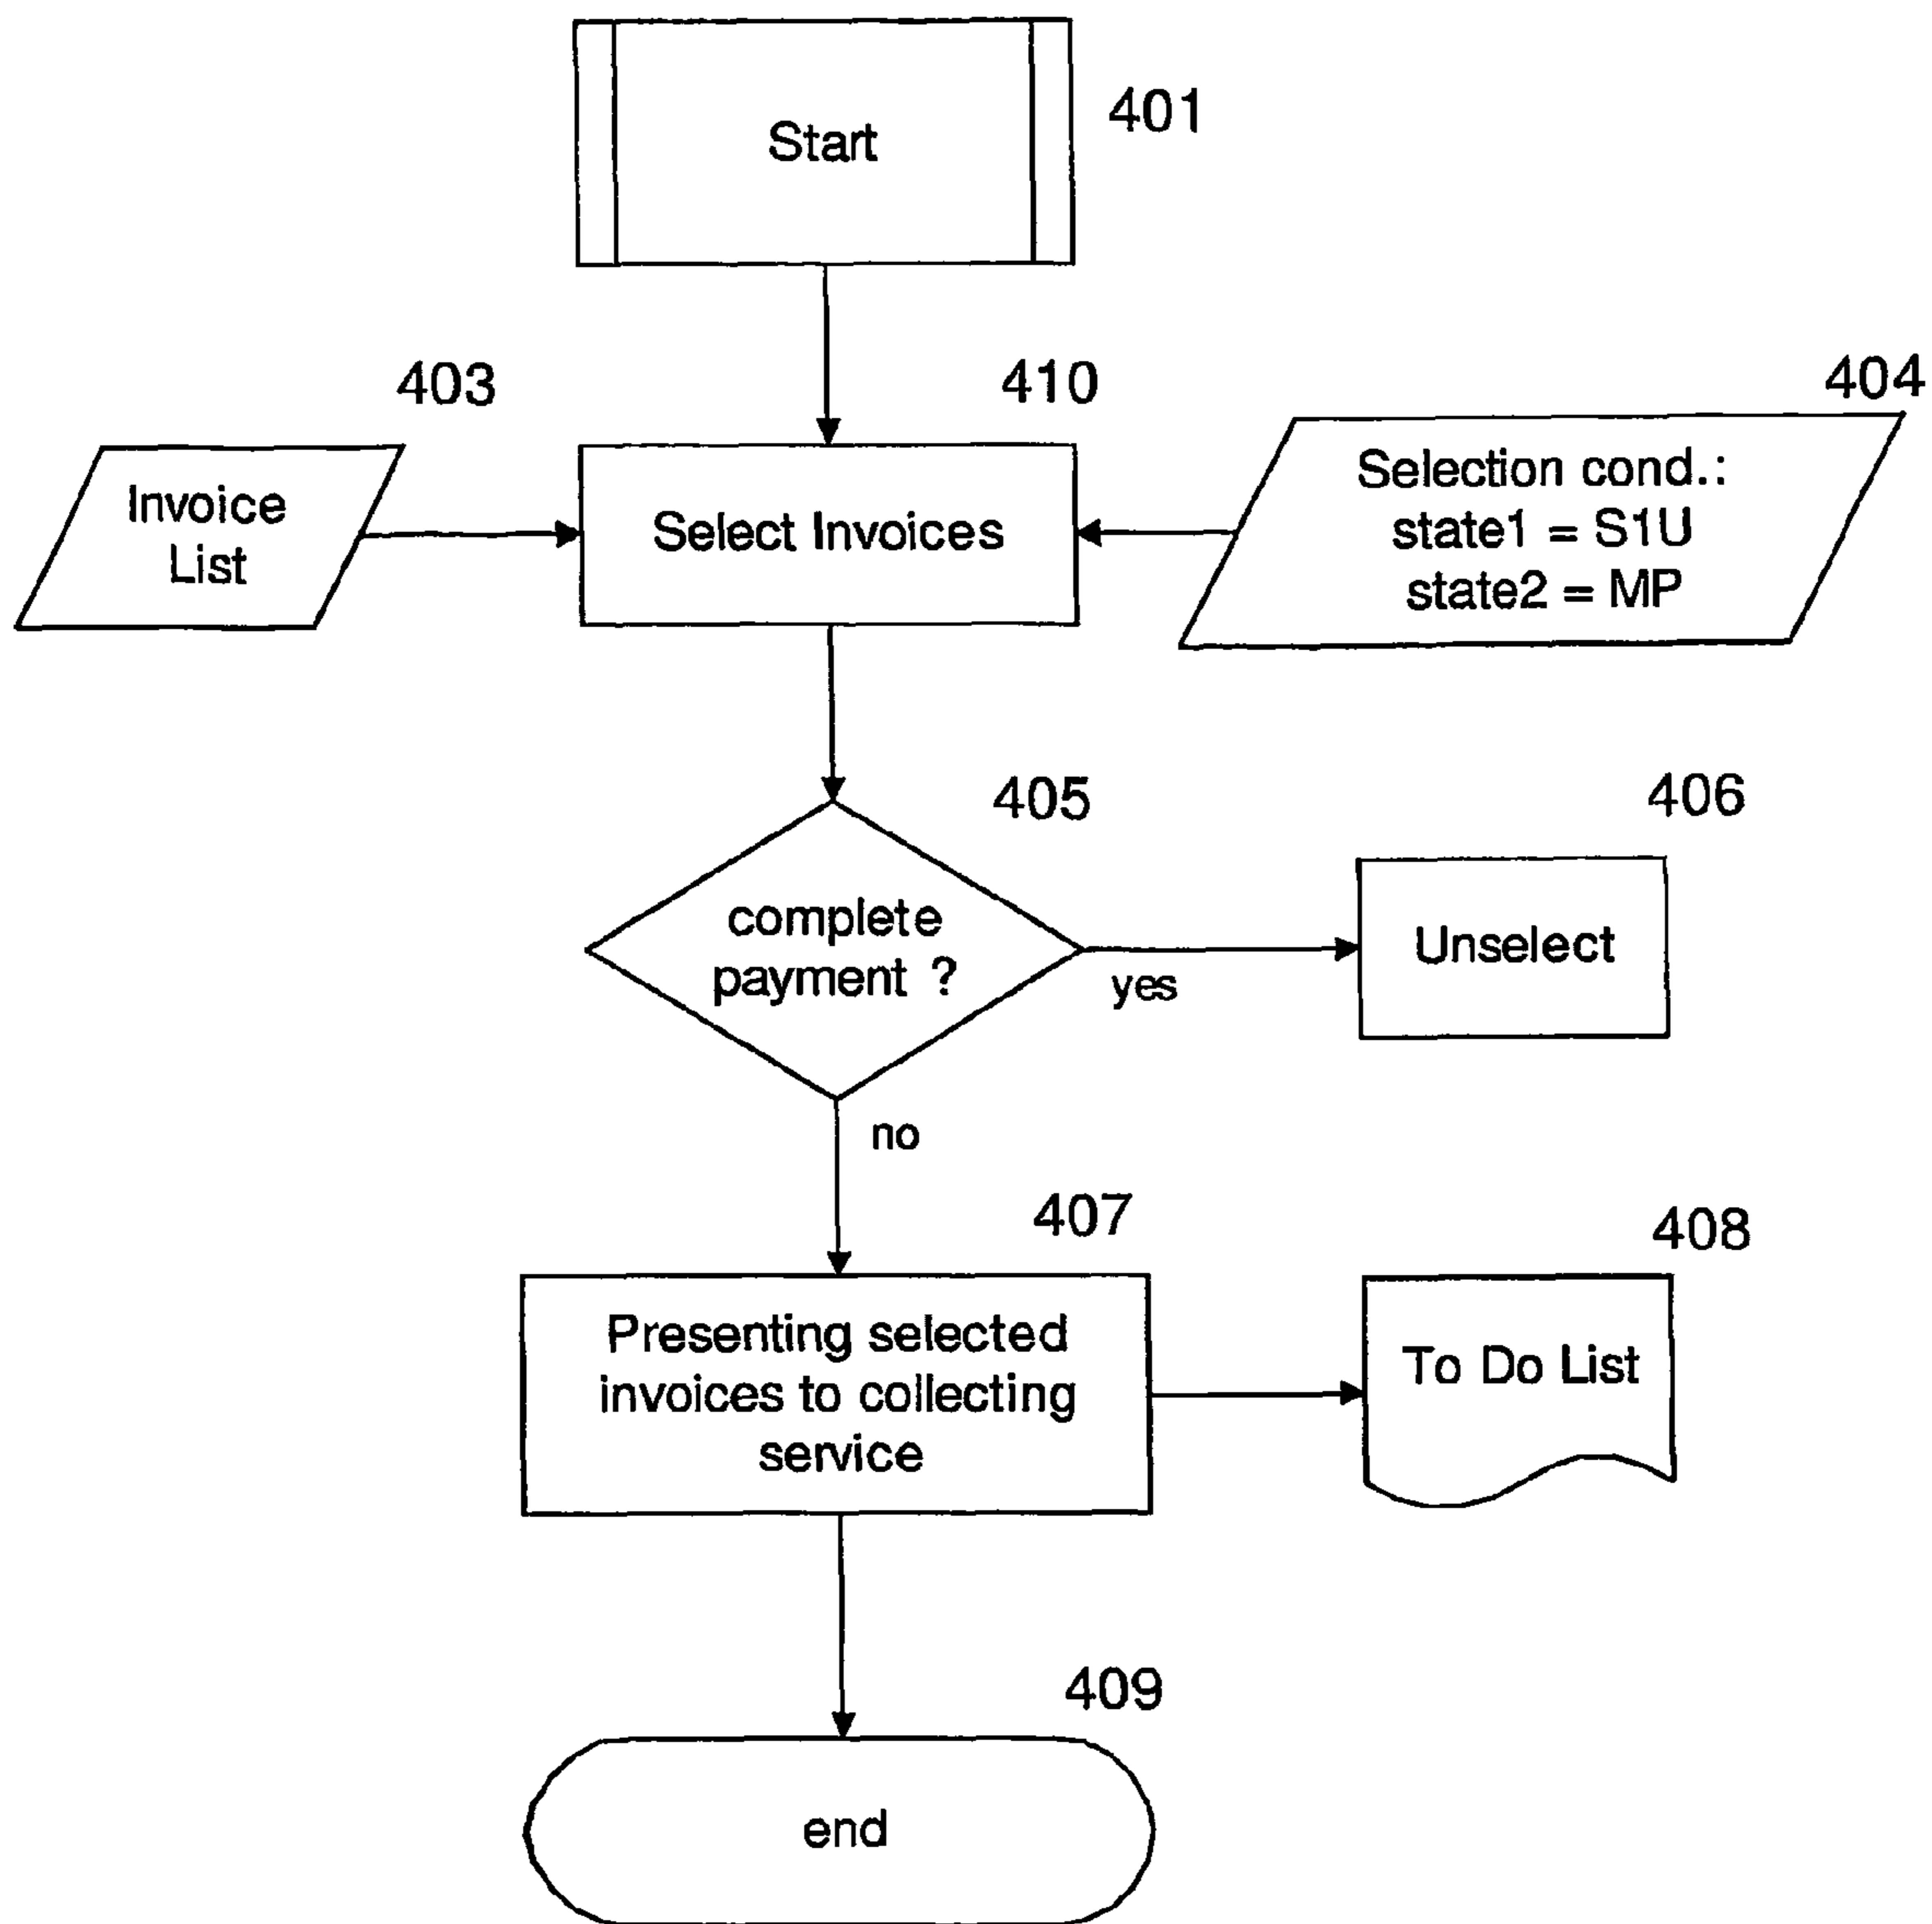 Start
401
403
410
404
Invoice
List
Select Invoices
Selection cond.:
state1 = S1U
state2 = MP
405
406
complete
payment ?
yes
Unselect
no
407
408
Presenting selected
invoices to collecting
service
To Do List
409
end